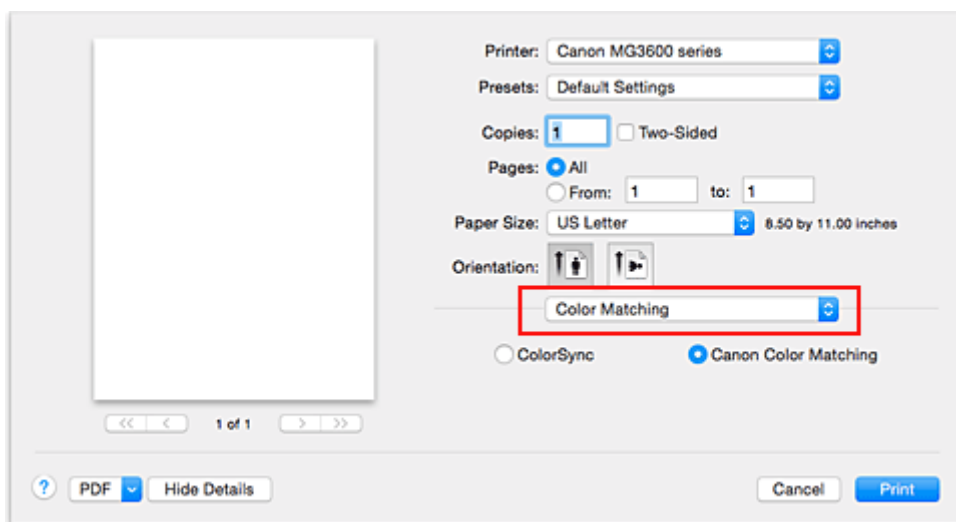 Printer: Canon MG3600 series
Presets: Default Settings
Copies: 1 Two-Sided
Pages: All
From: 1 to: 1
Paper Size: US Letter 8.50 by 11.00 inches
Orientation:
Color Matching
ColorSync Canon Color Matching
<< < 1 of 1 > >>
? PDF Hide Details Cancel Print